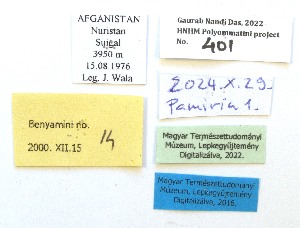 AFGANISTAN
Nuristan
Sujgal
3950 m
15.08 1976
Leg. J. Wala
Gaurab Nandi Das, 2022
HNHM Polyommatini project
No. 401
2024.X.29.
Pamiria 1.
Benyamini no.
14
2000. XII.15
Magyar Természettudományi
Múzeum, Lepkegyűjtemény
Digitalizálva, 2022.
Magyar Természettudományi
Múzeum, Lepkegyűjtemény
Digitalizálva, 2016.